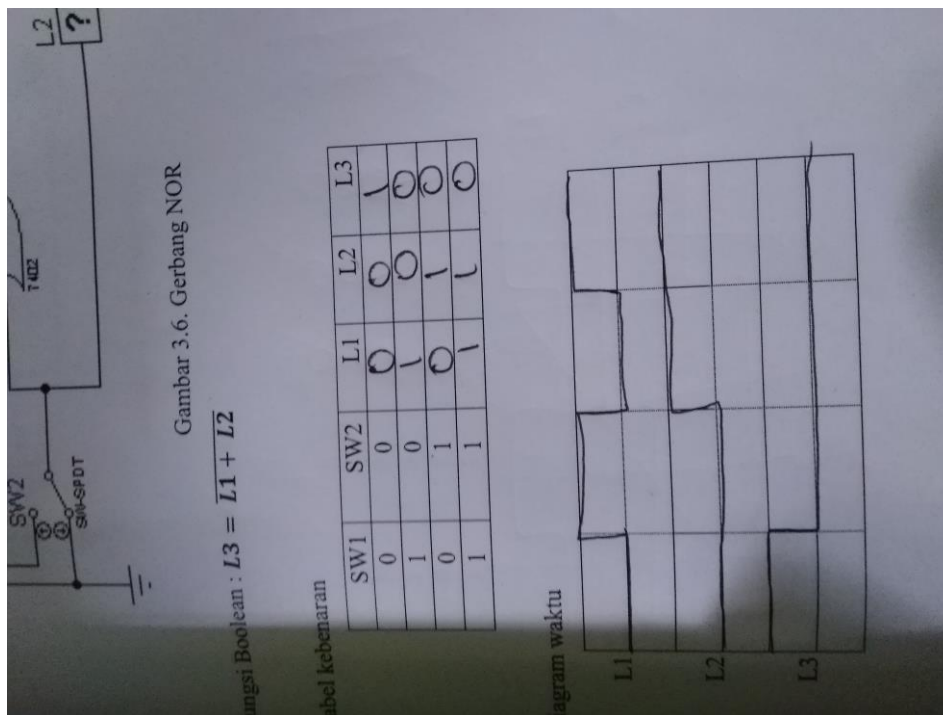 L2
?
7402
SW2
SW-SPDT
Gambar 3.6. Gerbang NOR
ungsi Boolean : L3 = L1 + L2
abel kebenaran
SW1 SW2 L1 L2 L3
0 0 0 0 1
1 0 1 0 0
0 1 0 1 0
1 1 1 1 0
agram waktu
L1
L2
L3